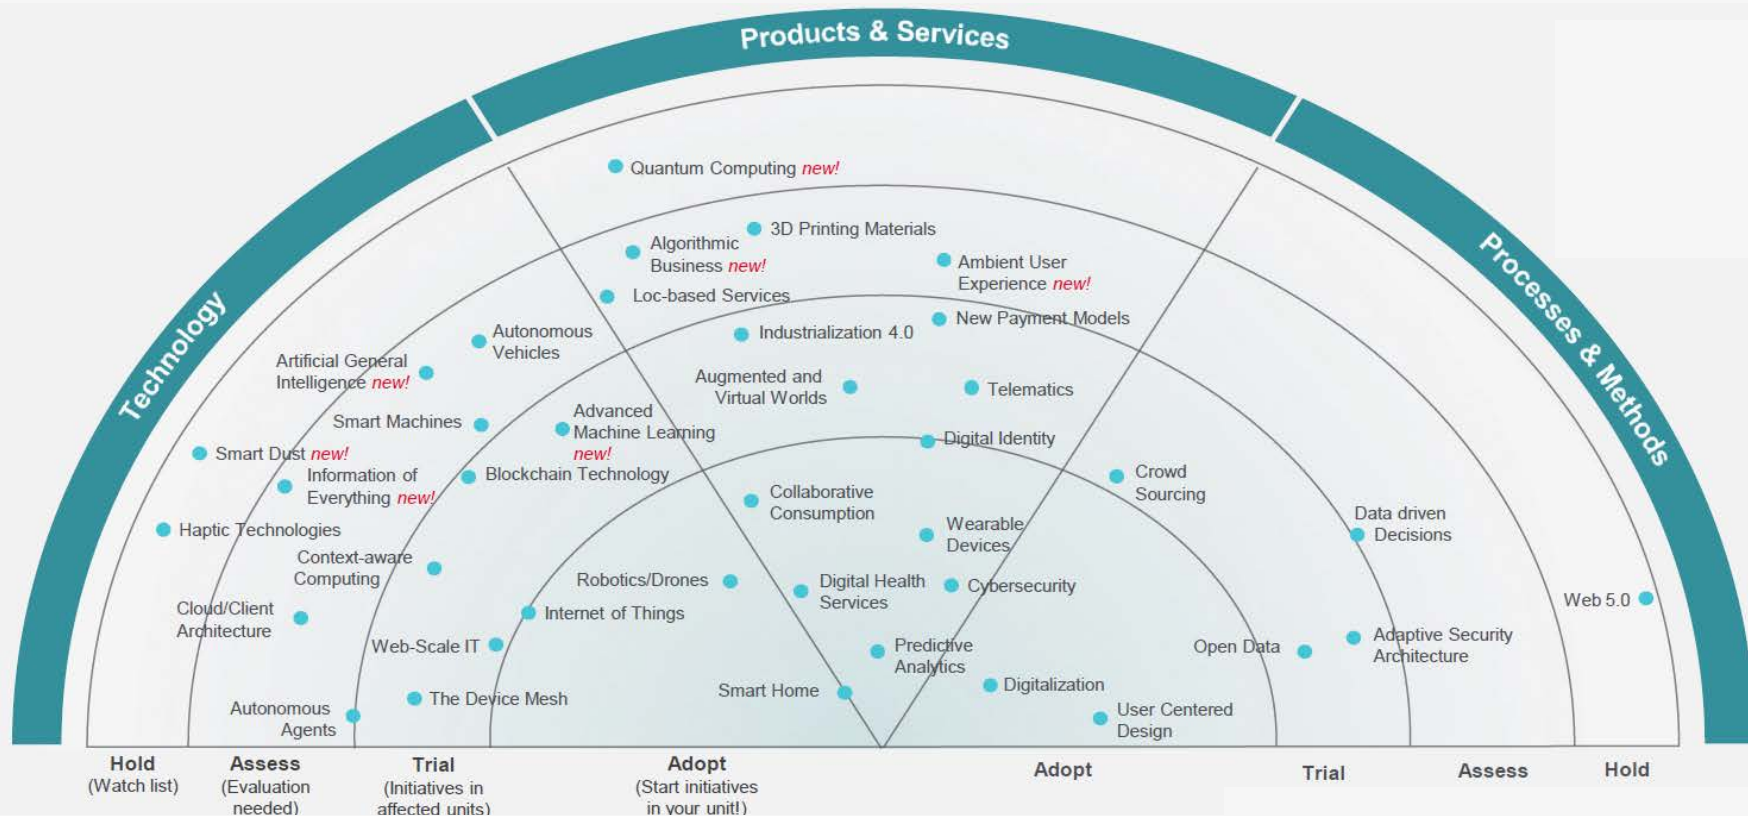 Products & Services
Technology
Processes & Methods
Quantum Computing new!
3D Printing Materials
Algorithmic
Business new!
Ambient User
Experience new!
Loc-based Services
New Payment Models
Industrialization 4.0
Autonomous
Vehicles
Artificial General
Intelligence new!
Augmented and
Virtual Worlds
Telematics
Smart Machines
Advanced
Machine Learning
new!
Digital Identity
Smart Dust new!
Information of
Everything new!
Blockchain Technology
Crowd
Sourcing
Collaborative
Consumption
Data driven
Decisions
Haptic Technologies
Wearable
Devices
Context-aware
Computing
Robotics/Drones
Digital Health
Services
Cybersecurity
Web 5.0
Cloud/Client
Architecture
Internet of Things
Web-Scale IT
Predictive
Analytics
Open Data
Adaptive Security
Architecture
Smart Home
Digitalization
The Device Mesh
Autonomous
Agents
User Centered
Design
Hold
(Watch list)
Assess
(Evaluation
needed)
Trial
(Initiatives in
affected units)
Adopt
(Start initiatives
in your unit!)
Adopt
Trial
Assess
Hold